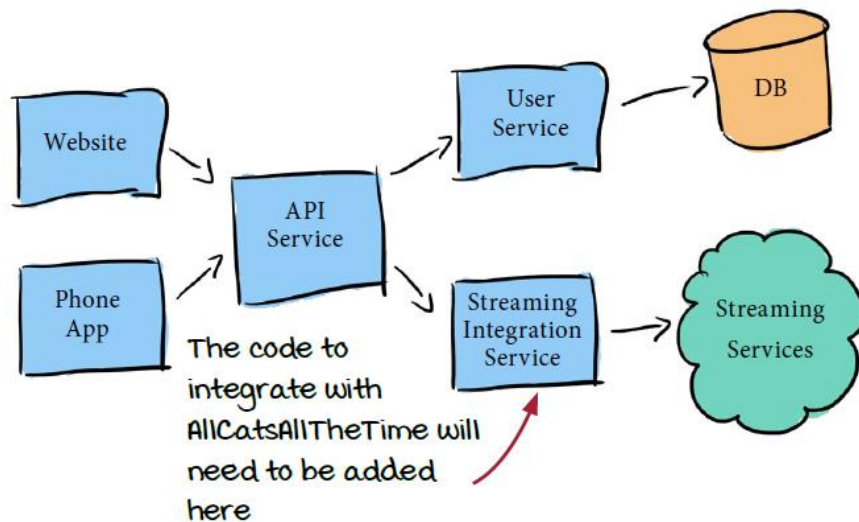 Website
Phone
App
API
Service
User
Service
DB
Streaming
Integration
Service
Streaming
Services
The code to
integrate with
AllCatsAllTheTime will
need to be added
here